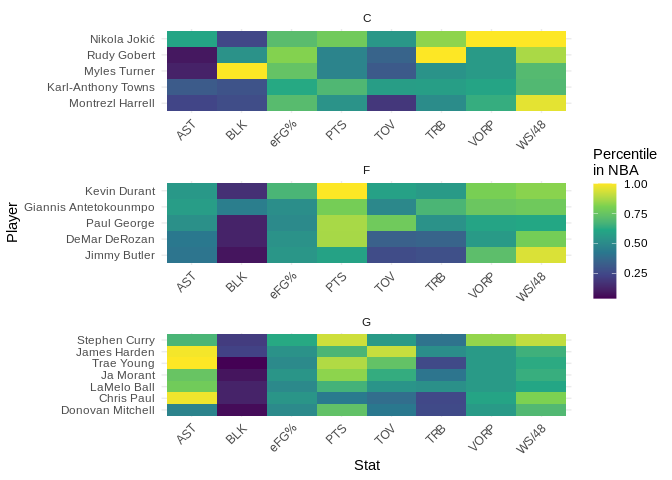 C
Nikola Jokić
Rudy Gobert
Myles Turner
Karl-Anthony Towns
Montrezl Harrell
AST BLK eFG% PTS TOV TRB VORP WS/48
F
Kevin Durant
Giannis Antetokounmpo
Paul George
DeMar DeRozan
Jimmy Butler
AST BLK eFG% PTS TOV TRB VORP WS/48
G
Stephen Curry
James Harden
Trae Young
Ja Morant
LaMelo Ball
Chris Paul
Donovan Mitchell
AST BLK eFG% PTS TOV TRB VORP WS/48
Stat
Player
Percentile
in NBA
1.00
0.75
0.50
0.25